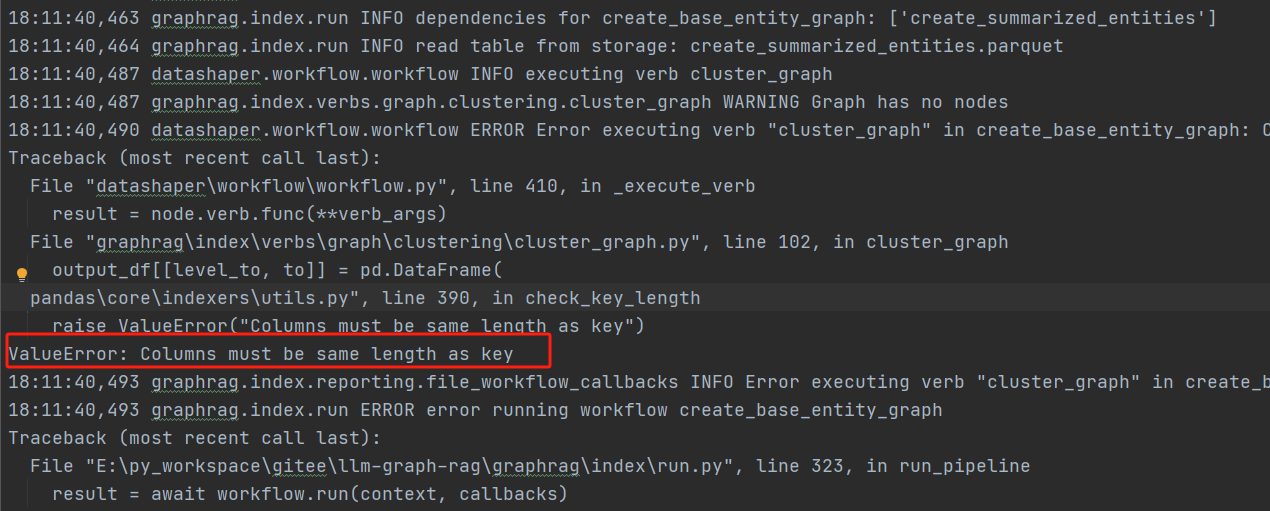 18:11:40,463 graphrag.index.run INFO dependencies for create_base_entity_graph: ['create_summarized_entities']
18:11:40,464 graphrag.index.run INFO read table from storage: create_summarized_entities.parquet
18:11:40,487 datashaper.workflow.workflow INFO executing verb cluster_graph
18:11:40,487 graphrag.index.verbs.graph.clustering.cluster_graph WARNING Graph has no nodes
18:11:40,490 datashaper.workflow.workflow ERROR Error executing verb "cluster_graph" in create_base_entity_graph: C
Traceback (most recent call last):
  File "datashaper\workflow\workflow.py", line 410, in _execute_verb
    result = node.verb.func(**verb_args)
  File "graphrag\index\verbs\graph\clustering\cluster_graph.py", line 102, in cluster_graph
    output_df[[level_to, to]] = pd.DataFrame(
  pandas\core\indexers\utils.py", line 390, in check_key_length
    raise ValueError("Columns must be same length as key")
ValueError: Columns must be same length as key
18:11:40,493 graphrag.index.reporting.file_workflow_callbacks INFO Error executing verb "cluster_graph" in create_b
18:11:40,493 graphrag.index.run ERROR error running workflow create_base_entity_graph
Traceback (most recent call last):
  File "E:\py_workspace\gitee\llm-graph-rag\graphrag\index\run.py", line 323, in run_pipeline
    result = await workflow.run(context, callbacks)